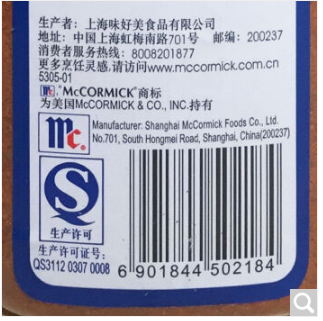 生产者：上海味好美食品有限公司
地址：中国上海虹梅南路701号 邮编：200237
消费者服务热线：8008201877
更多烹饪灵感,请访问www.mccormick.com.cn
5305-01
Mc,"McCORMICK"商标
为美国McCORMICK & CO., INC.持有
Mc.
Manufacturer: Shanghai McCormick Foods Co., Ltd.
No.701, South Hongmei Road, Shanghai, China(200237)
QS
生产许可
生产许可证号：
QS3112 0307 0008
6 901844 502184